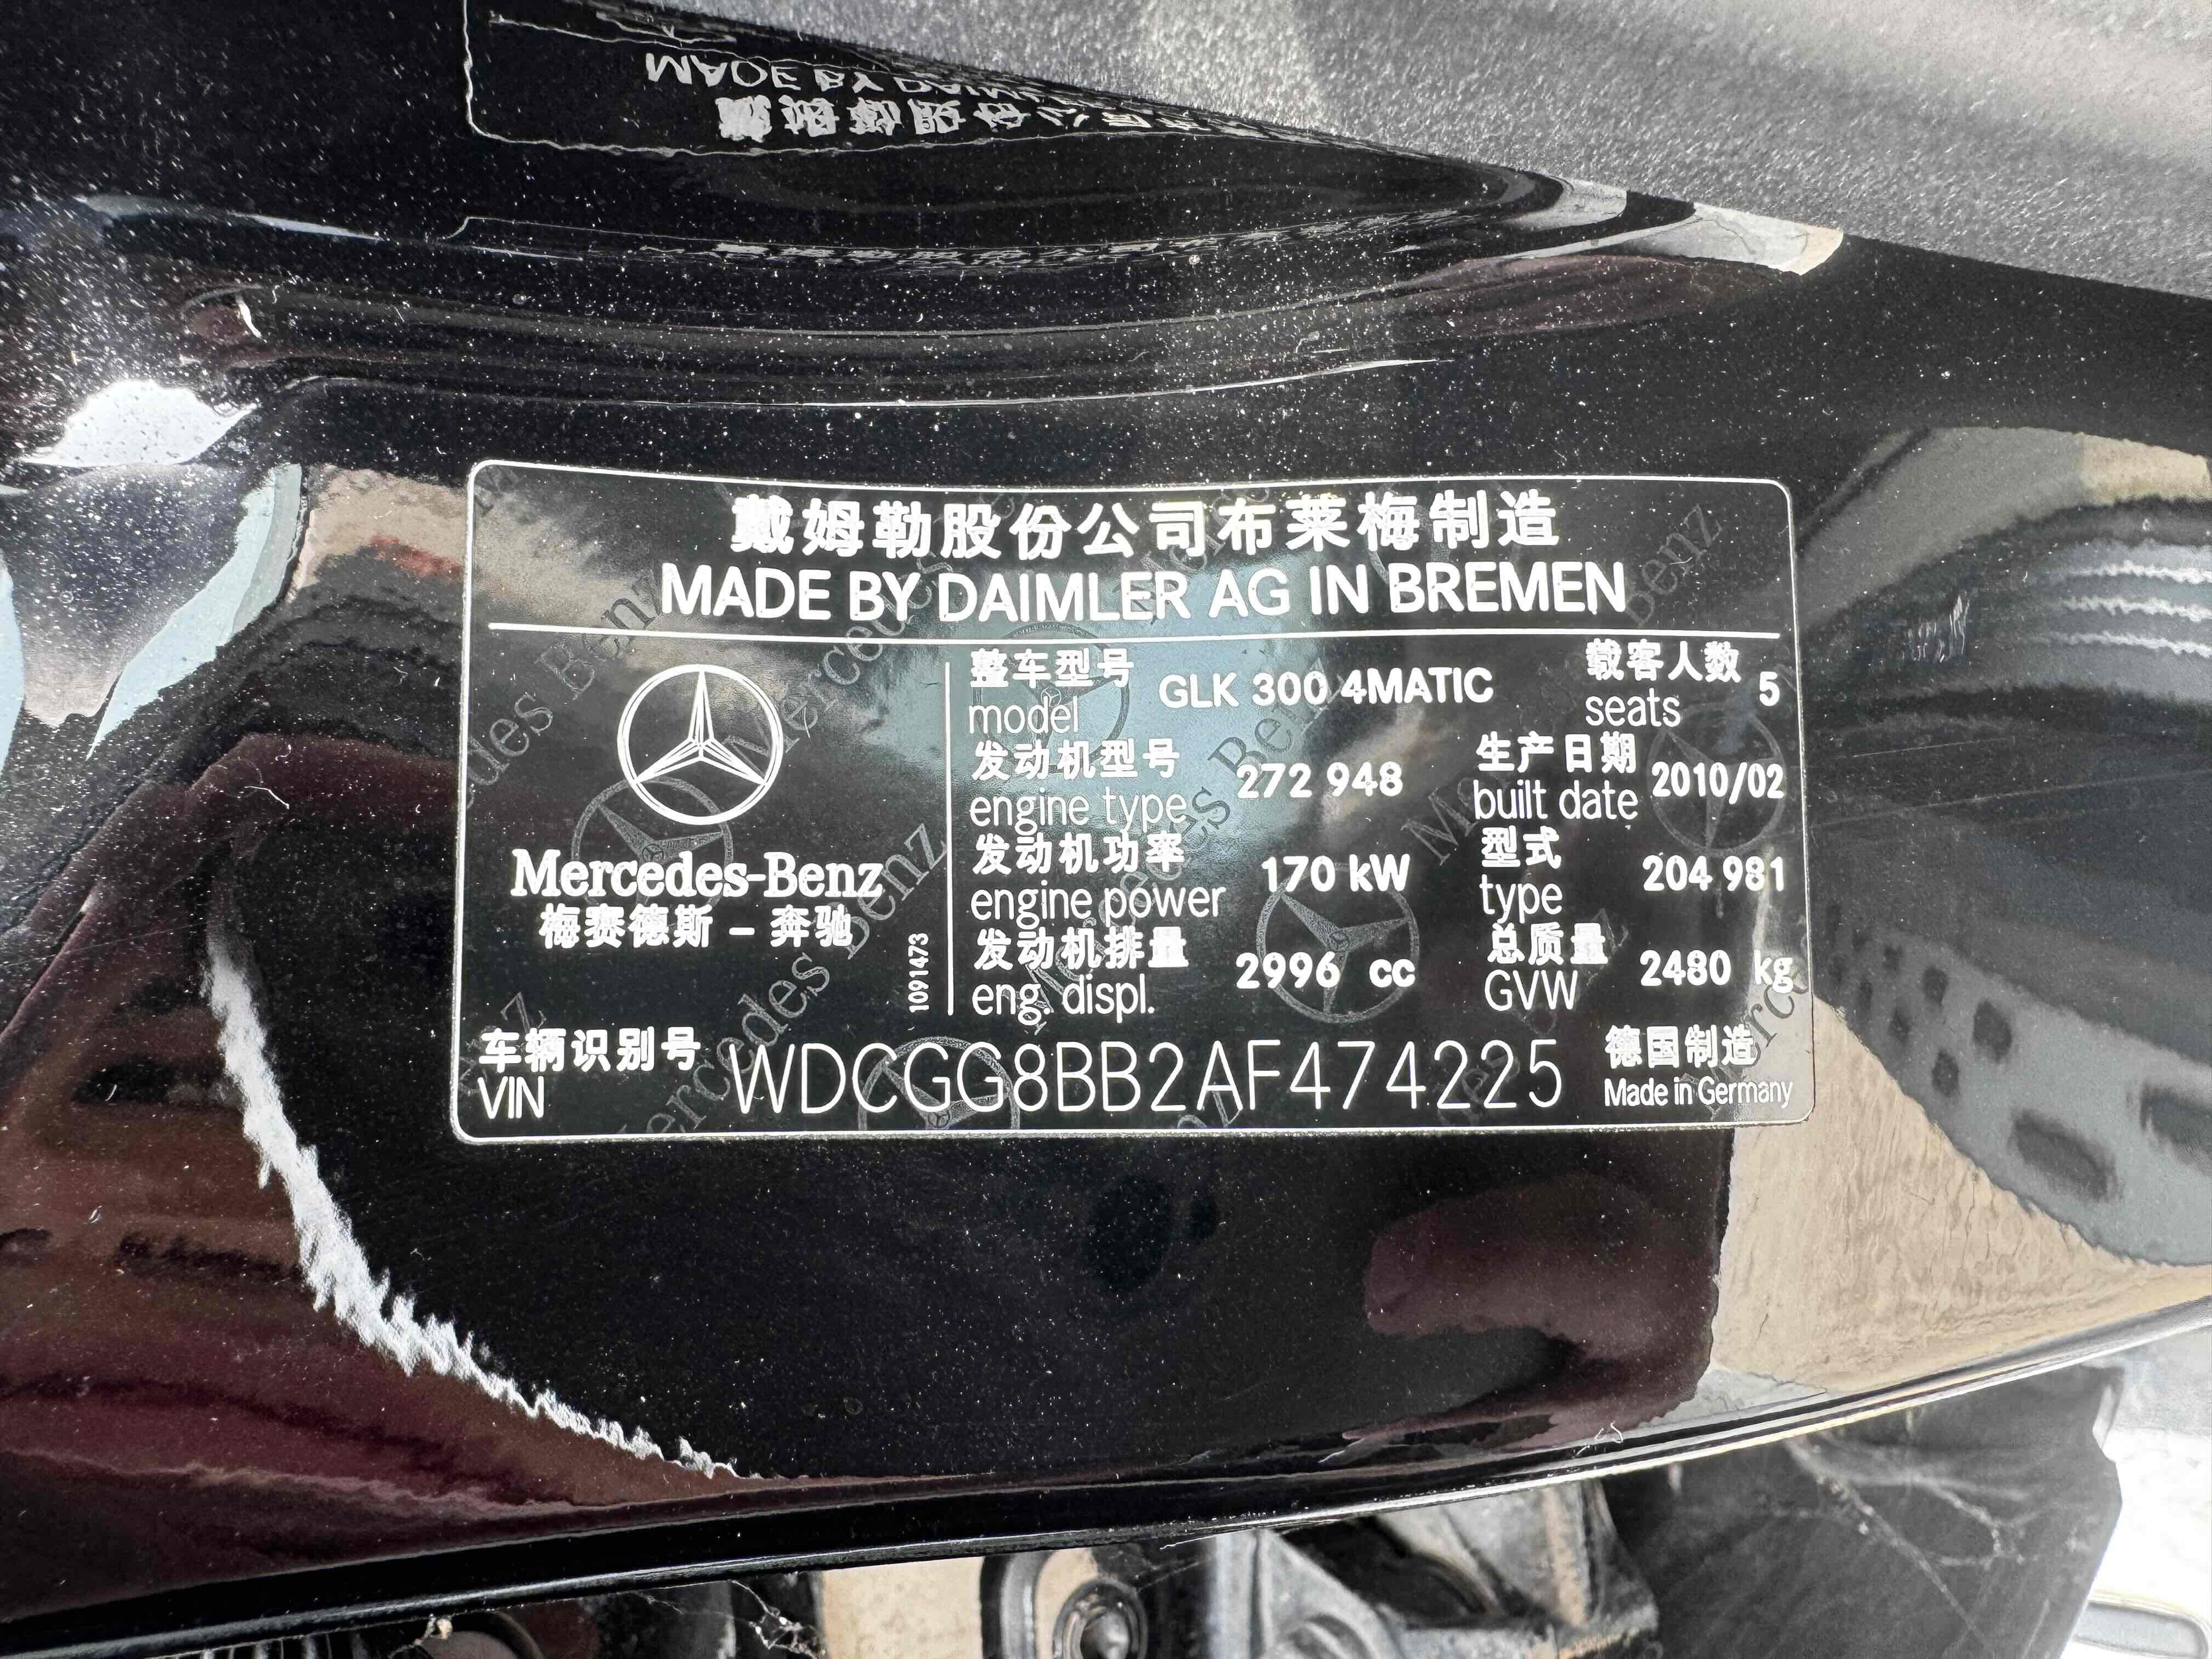 戴姆勒股份公司布莱梅制造
MADE BY DAIMLER AG IN BREMEN
Mercedes-Benz
梅赛德斯 – 奔驰
1091473
整车型号
model
GLK 300 4MATIC
载客人数
seats
5
发动机型号
engine type
272 948
生产日期
built date
2010/02
发动机功率
engine power
170 kW
型式
type
204 981
发动机排量
eng. displ.
2996 cc
总质量
GVW
2480 kg
车辆识别号
VIN
WDCGG8BB2AF474225
德国制造
Made in Germany